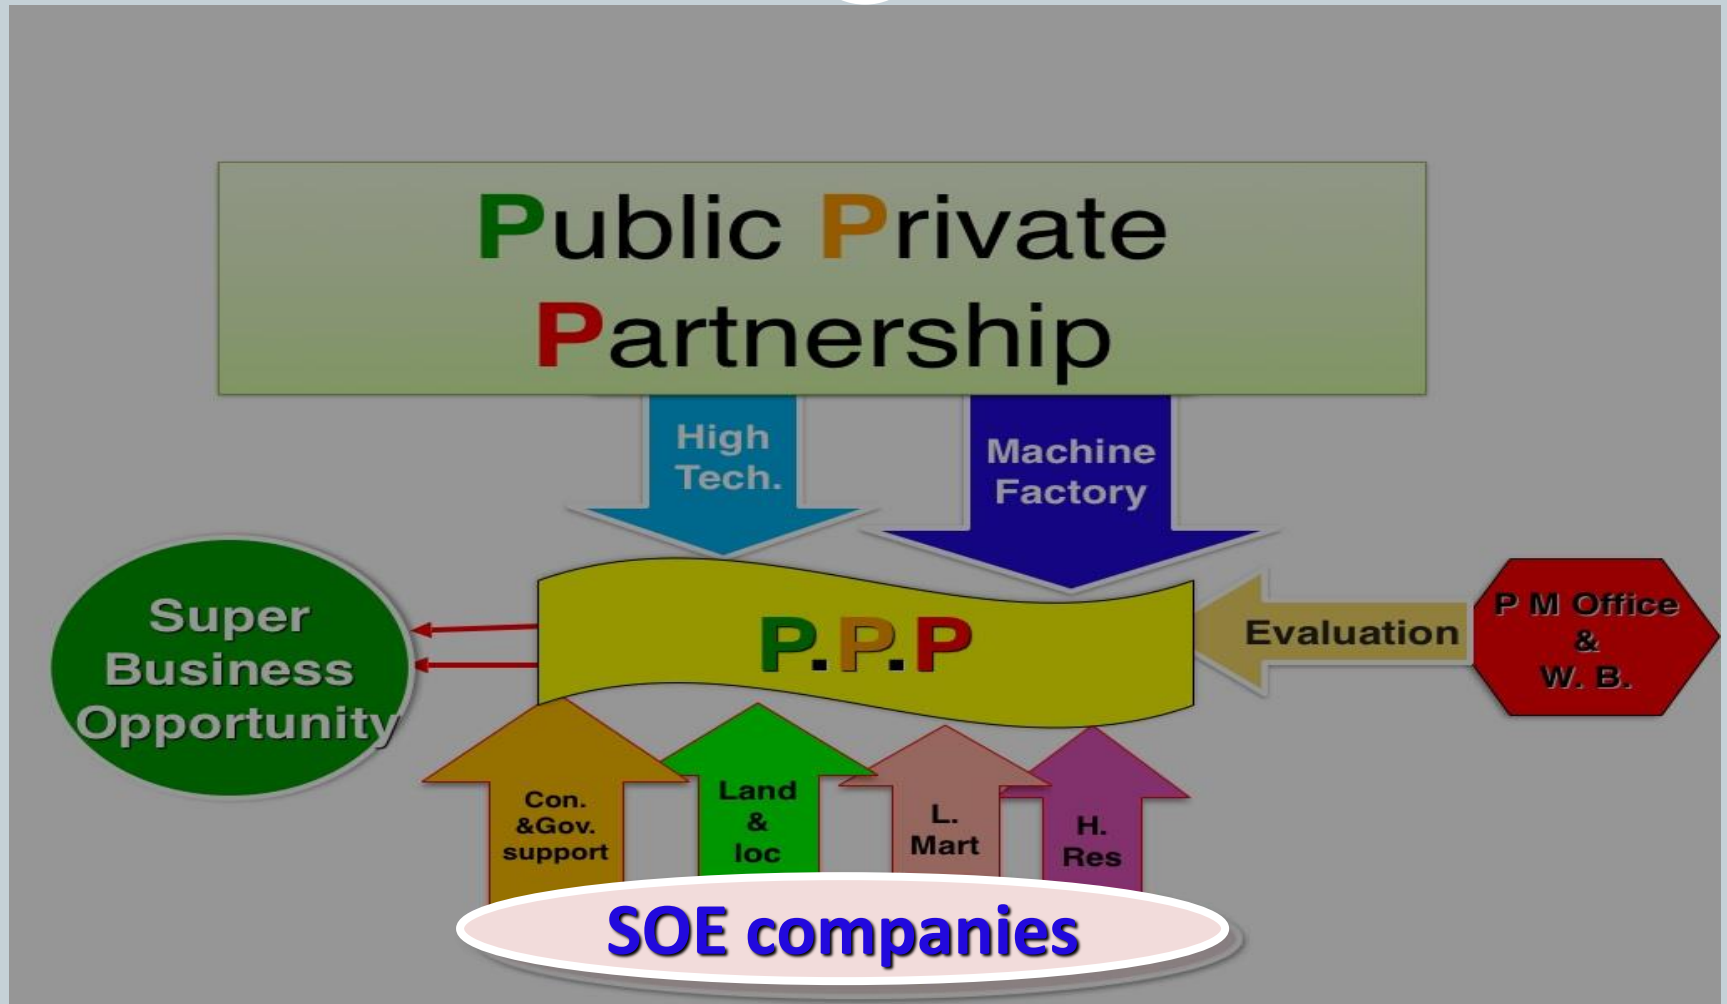 Public Private
Partnership
High
Tech.
Machine
Factory
Super
Business
Opportunity
P.P.P
Evaluation
P M Office
&
W. B.
Con.
&Gov.
support
Land
&
loc
L.
Mart
H.
Res
SOE companies